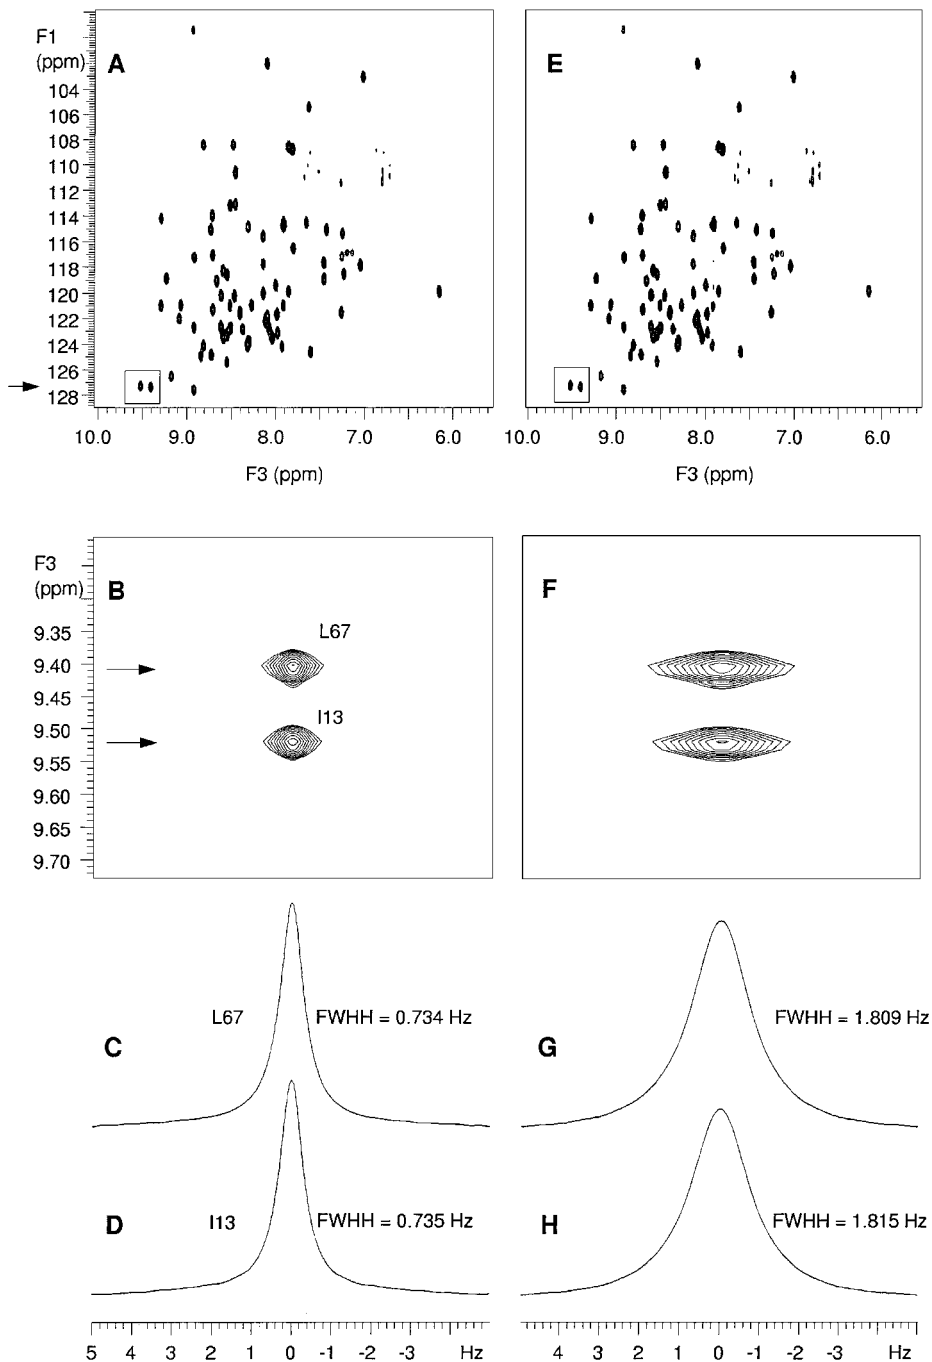 F1
(ppm)
A
E
104
106
108
110
112
114
116
118
120
122
124
126
128
10.0 9.0 8.0 7.0 6.0
10.0 9.0 8.0 7.0 6.0
F3 (ppm)
F3 (ppm)
F3
(ppm)
B
F
L67
I13
9.35
9.40
9.45
9.50
9.55
9.60
9.65
9.70
L67 FWHH = 0.734 Hz
C
FWHH = 1.809 Hz
G
D I13 FWHH = 0.735 Hz
H FWHH = 1.815 Hz
5 4 3 2 1 0 -1 -2 -3 Hz
4 3 2 1 0 -1 -2 -3 Hz